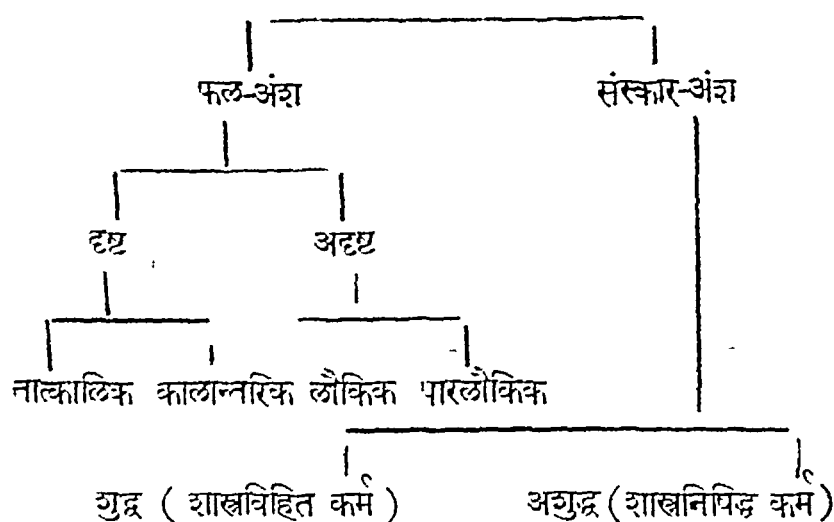 फल-अंश संस्कार-अंश
दृष्ट अदृष्ट
तात्कालिक कालान्तरिक लौकिक पारलौकिक
शुद्ध ( शास्त्रविहित कर्म ) अशुद्ध (शास्त्रनिषिद्ध कर्म )